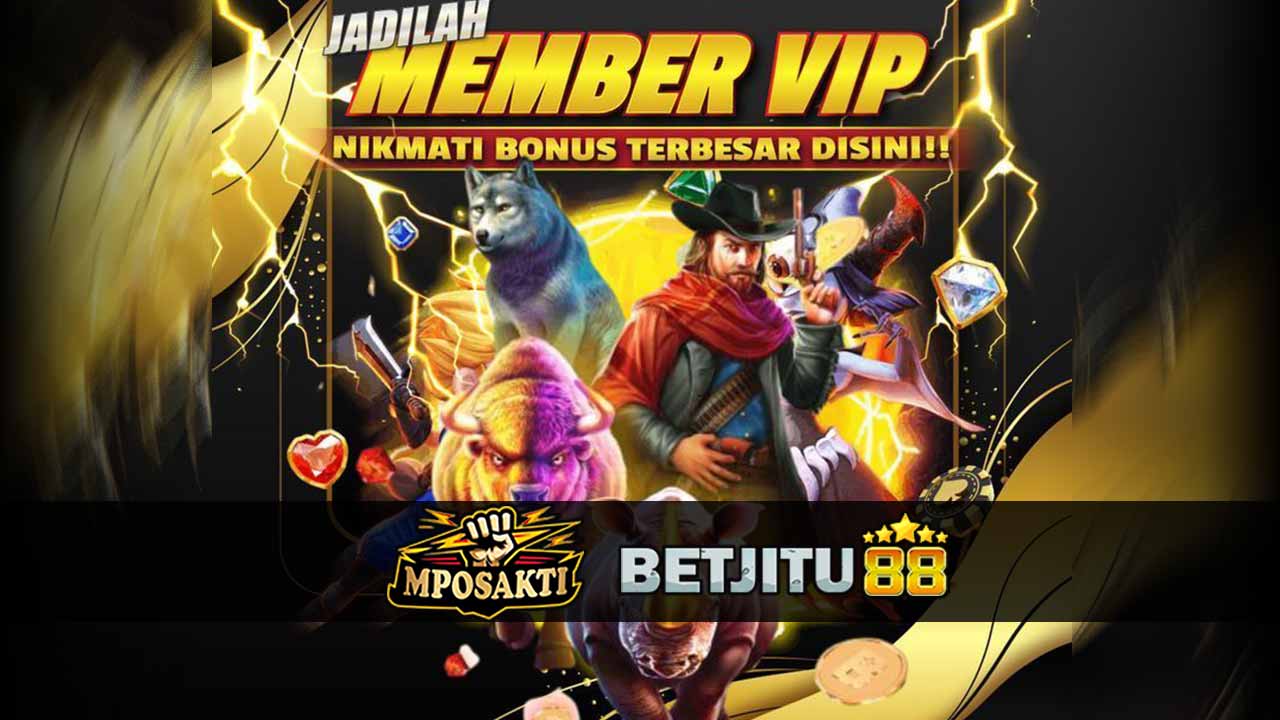 JADILAH
MEMBER VIP
NIKMATI BONUS TERBESAR DISINI!!
MPOSAKTI
BETJITU88